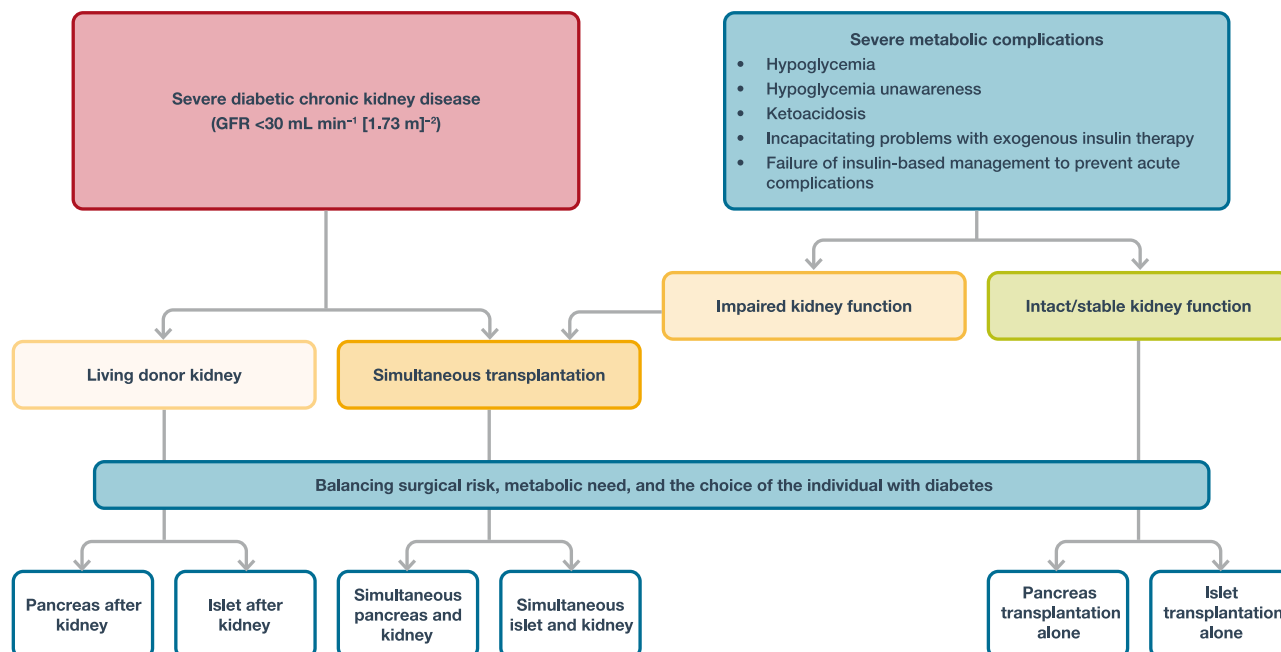 Severe diabetic chronic kidney disease
(GFR <30 mL min⁻¹ [1.73 m]⁻²)
Severe metabolic complications
• Hypoglycemia
• Hypoglycemia unawareness
• Ketoacidosis
• Incapacitating problems with exogenous insulin therapy
• Failure of insulin-based management to prevent acute
complications
Impaired kidney function
Intact/stable kidney function
Living donor kidney
Simultaneous transplantation
Balancing surgical risk, metabolic need, and the choice of the individual with diabetes
Pancreas after
kidney
Islet after
kidney
Simultaneous
pancreas and
kidney
Simultaneous
islet and kidney
Pancreas
transplantation
alone
Islet
transplantation
alone